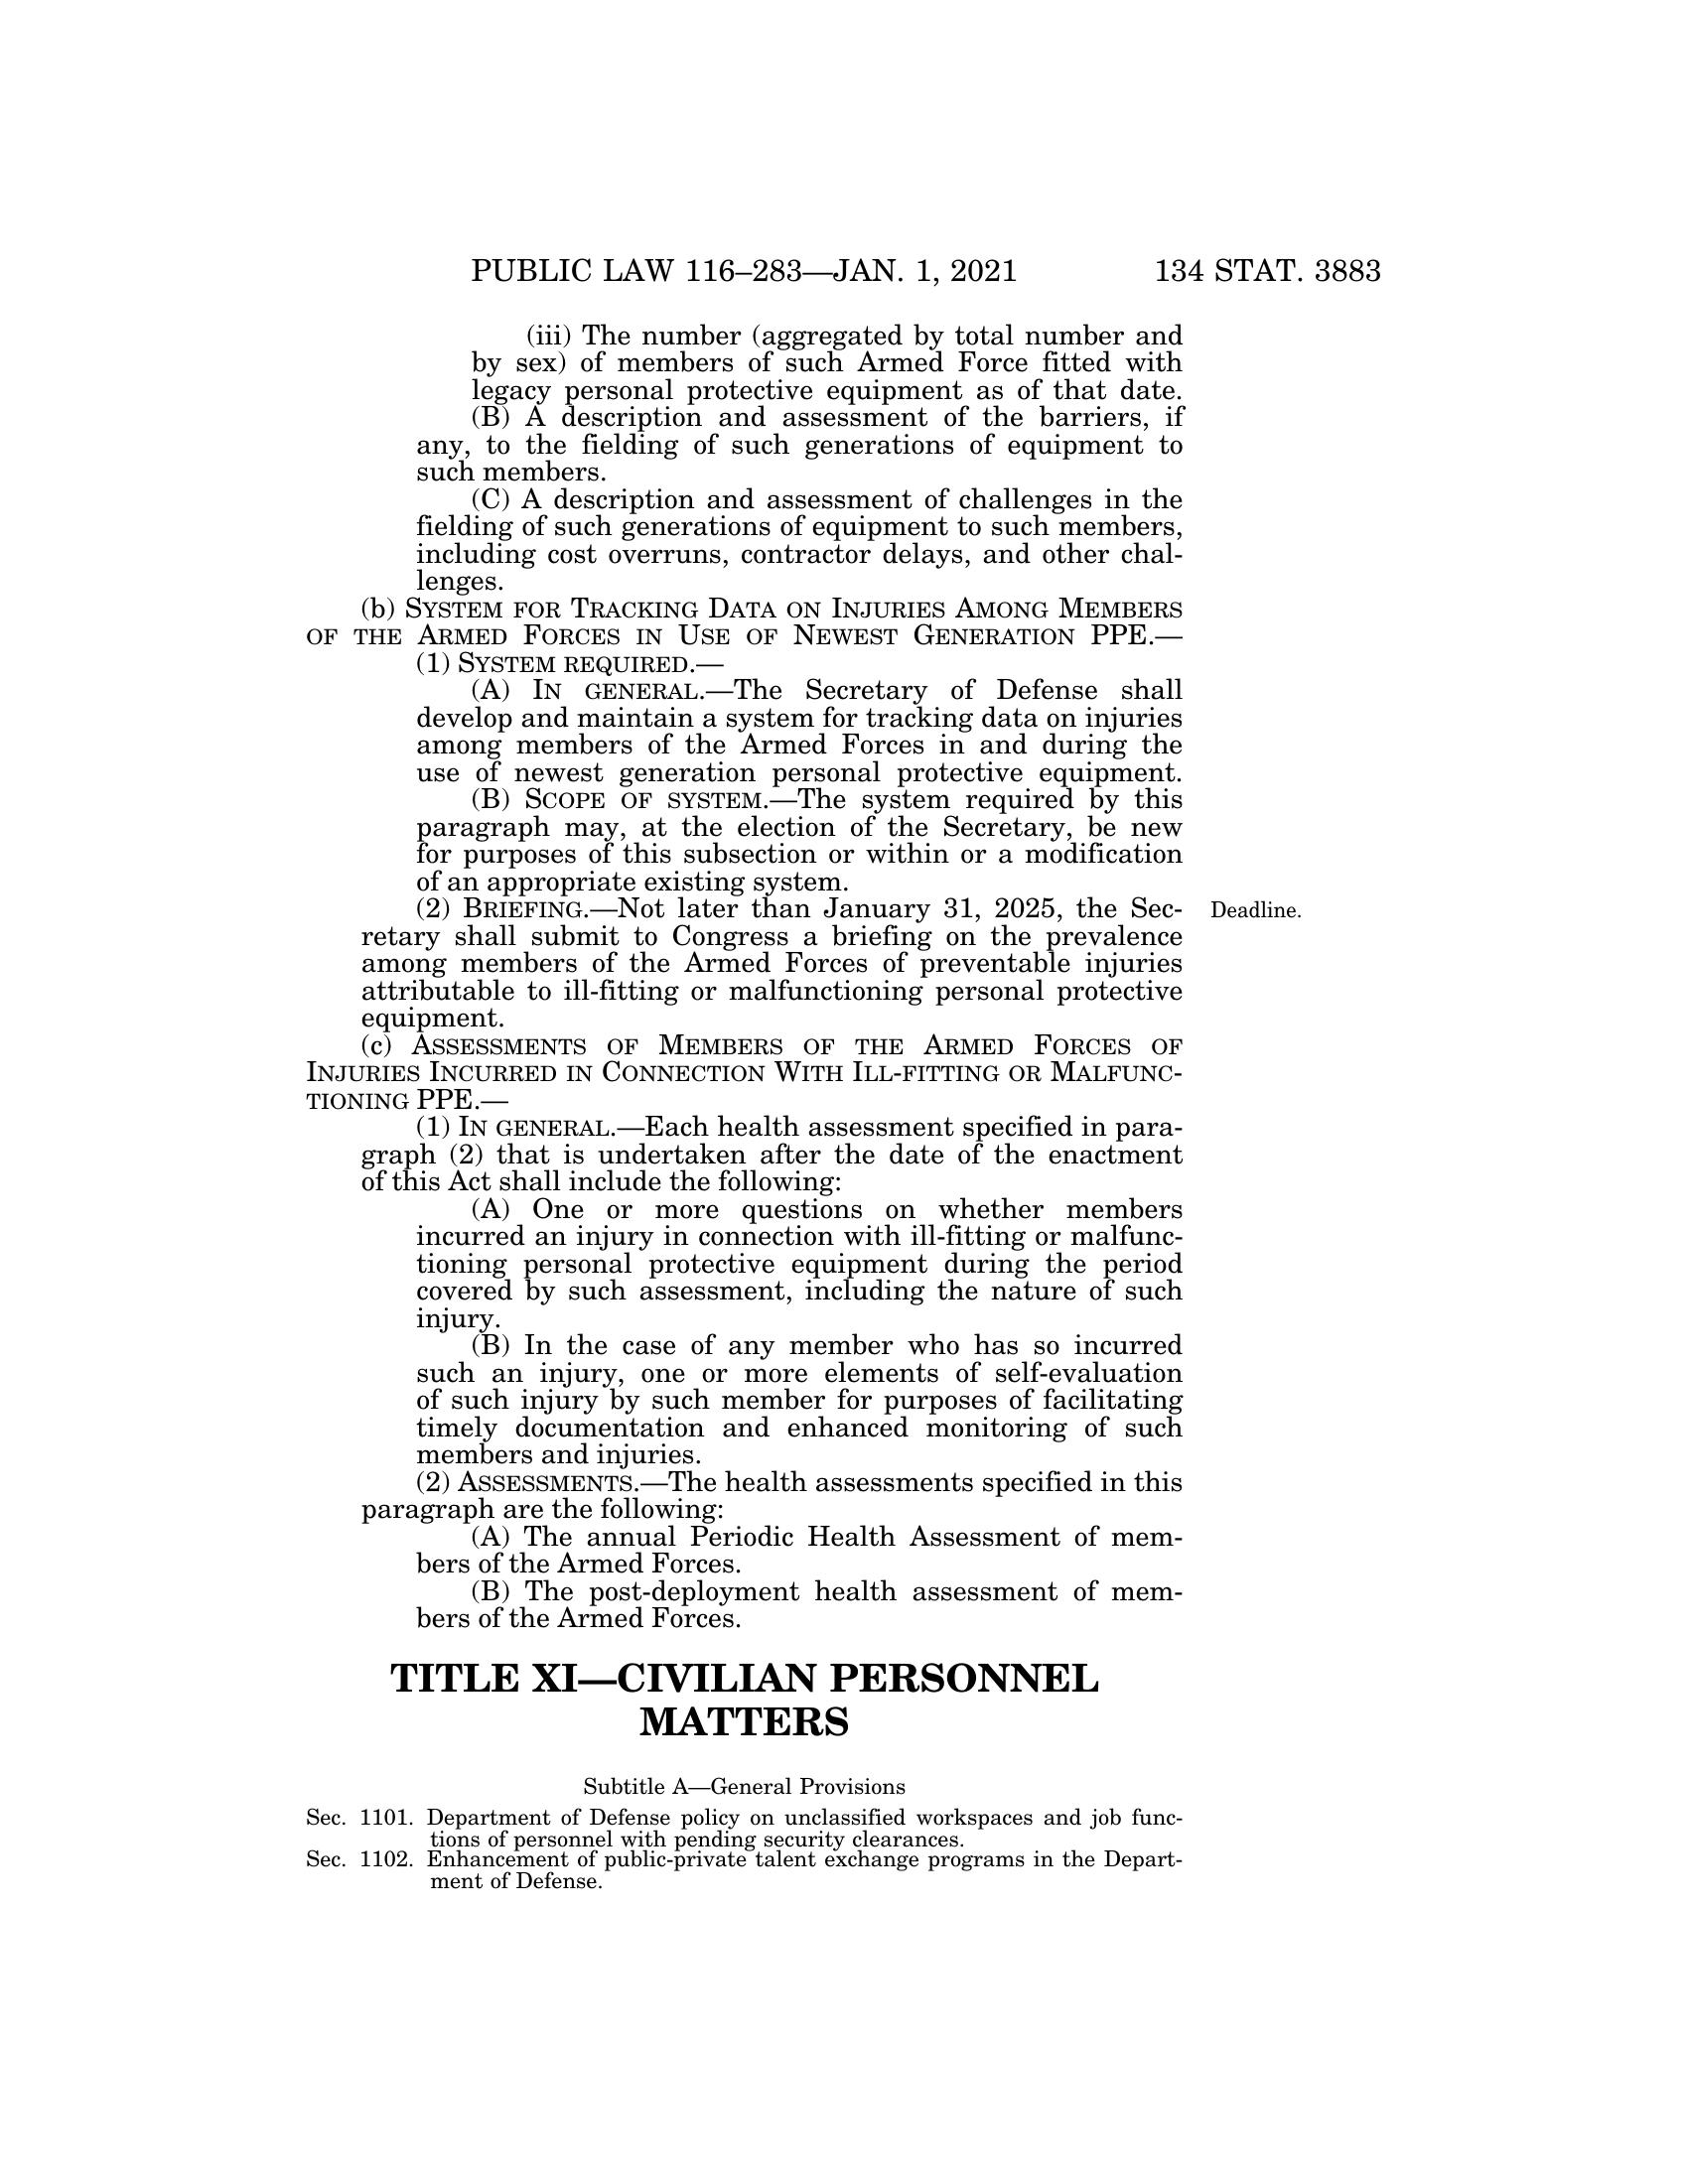 PUBLIC LAW 116–283—JAN. 1, 2021 134 STAT. 3883
(iii) The number (aggregated by total number and
by sex) of members of such Armed Force fitted with
legacy personal protective equipment as of that date.
(B) A description and assessment of the barriers, if
any, to the fielding of such generations of equipment to
such members.
(C) A description and assessment of challenges in the
fielding of such generations of equipment to such members,
including cost overruns, contractor delays, and other chal-
lenges.
(b) SYSTEM FOR TRACKING DATA ON INJURIES AMONG MEMBERS
OF THE ARMED FORCES IN USE OF NEWEST GENERATION PPE.—
(1) SYSTEM REQUIRED.—
(A) IN GENERAL.—The Secretary of Defense shall
develop and maintain a system for tracking data on injuries
among members of the Armed Forces in and during the
use of newest generation personal protective equipment.
(B) SCOPE OF SYSTEM.—The system required by this
paragraph may, at the election of the Secretary, be new
for purposes of this subsection or within or a modification
of an appropriate existing system.
(2) BRIEFING.—Not later than January 31, 2025, the Sec-
Deadline.
retary shall submit to Congress a briefing on the prevalence
among members of the Armed Forces of preventable injuries
attributable to ill-fitting or malfunctioning personal protective
equipment.
(c) ASSESSMENTS OF MEMBERS OF THE ARMED FORCES OF
INJURIES INCURRED IN CONNECTION WITH ILL-FITTING OR MALFUNC-
TIONING PPE.—
(1) IN GENERAL.—Each health assessment specified in para-
graph (2) that is undertaken after the date of the enactment
of this Act shall include the following:
(A) One or more questions on whether members
incurred an injury in connection with ill-fitting or malfunc-
tioning personal protective equipment during the period
covered by such assessment, including the nature of such
injury.
(B) In the case of any member who has so incurred
such an injury, one or more elements of self-evaluation
of such injury by such member for purposes of facilitating
timely documentation and enhanced monitoring of such
members and injuries.
(2) ASSESSMENTS.—The health assessments specified in this
paragraph are the following:
(A) The annual Periodic Health Assessment of mem-
bers of the Armed Forces.
(B) The post-deployment health assessment of mem-
bers of the Armed Forces.
TITLE XI—CIVILIAN PERSONNEL
MATTERS
Subtitle A—General Provisions
Sec. 1101. Department of Defense policy on unclassified workspaces and job func-
tions of personnel with pending security clearances.
Sec. 1102. Enhancement of public-private talent exchange programs in the Depart-
ment of Defense.